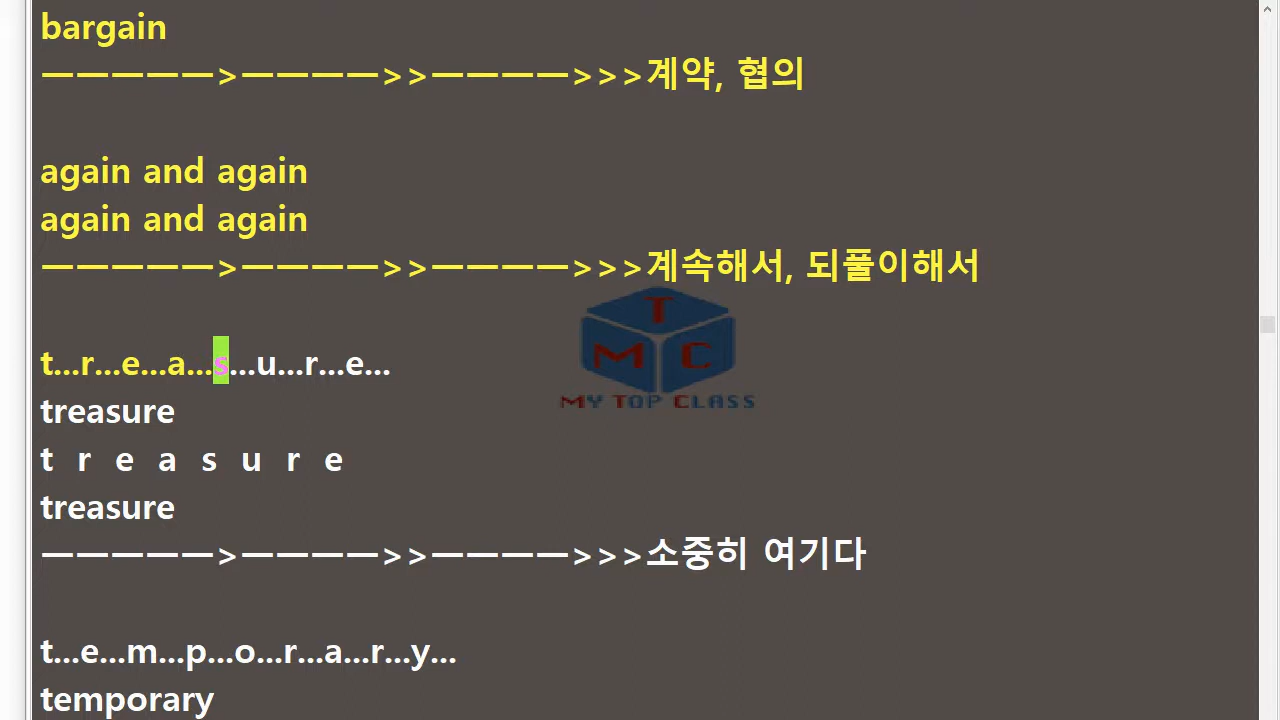 bargain
—————>————>>————>>>계약, 협의
again and again
again and again
—————>————>>————>>>계속해서, 되풀이해서
t...r...e...a...s...u...r...e...
treasure
t r e a s u r e
treasure
—————>————>>————>>>소중히 여기다
t...e...m...p...o...r...a...r...y...
temporary
T
M C
MY TOP CLASS